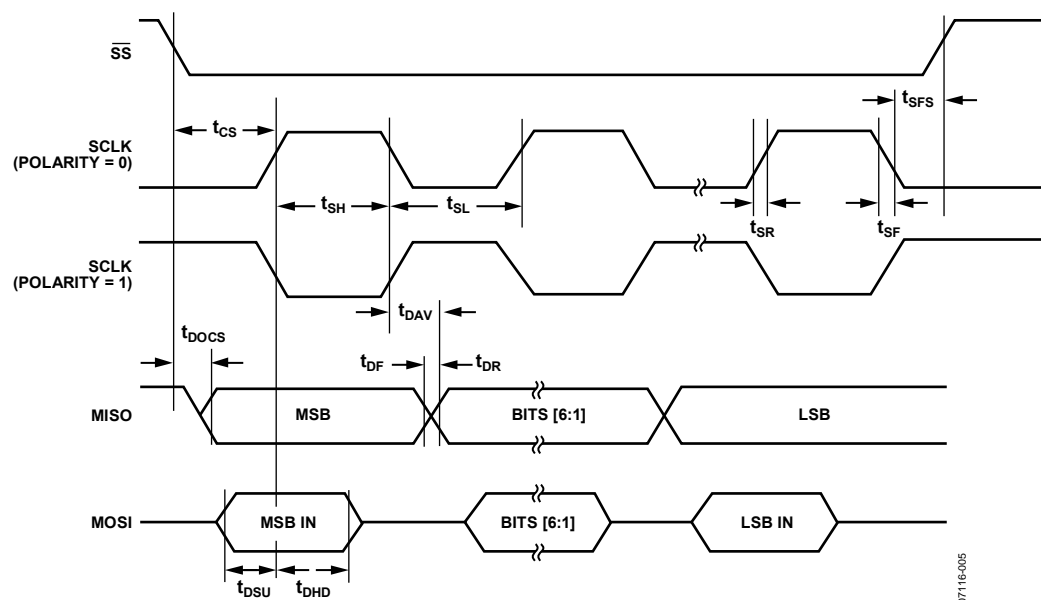 SS
tSFS
tCS
SCLK
(POLARITY = 0)
tSH
tSL
tSR
tSF
SCLK
(POLARITY = 1)
tDAV
tDOCS
tDF
tDR
MISO
MSB
BITS [6:1]
LSB
MOSI
MSB IN
BITS [6:1]
LSB IN
tDSU
tDHD
07116-005